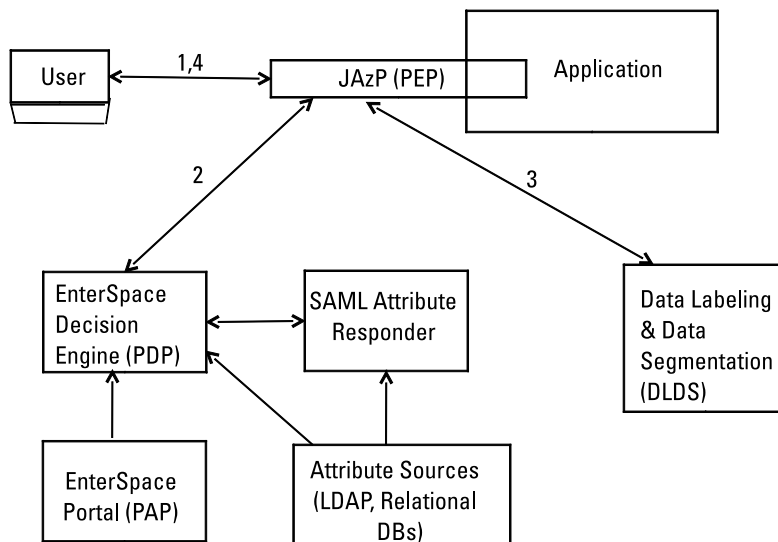 User
1,4
JAzP (PEP)
Application
2
3
EnterSpace
Decision
Engine (PDP)
SAML Attribute
Responder
Data Labeling
& Data
Segmentation
(DLDS)
EnterSpace
Portal (PAP)
Attribute Sources
(LDAP, Relational
DBs)